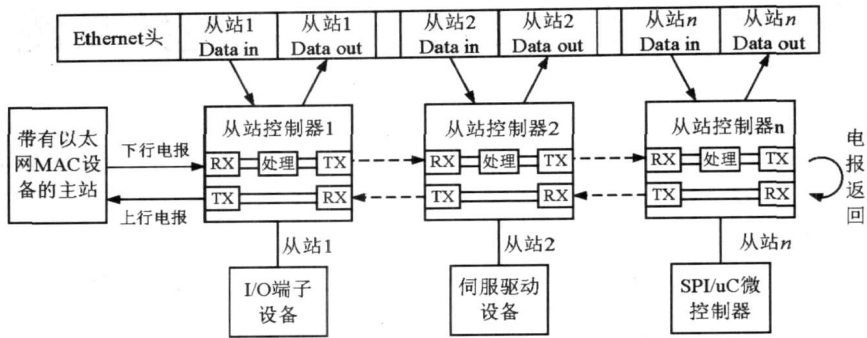 Ethernet头
从站1
Data in
从站1
Data out
从站2
Data in
从站2
Data out
从站n
Data in
从站n
Data out
带有以太
网MAC设
备的主站
下行电报
上行电报
从站控制器1
RX
处理
TX
TX
RX
从站控制器2
RX
处理
TX
TX
RX
从站控制器n
RX
处理
TX
TX
RX
电
报
返
回
从站1
从站2
从站n
I/O端子
设备
伺服驱动
设备
SPI/uC微
控制器